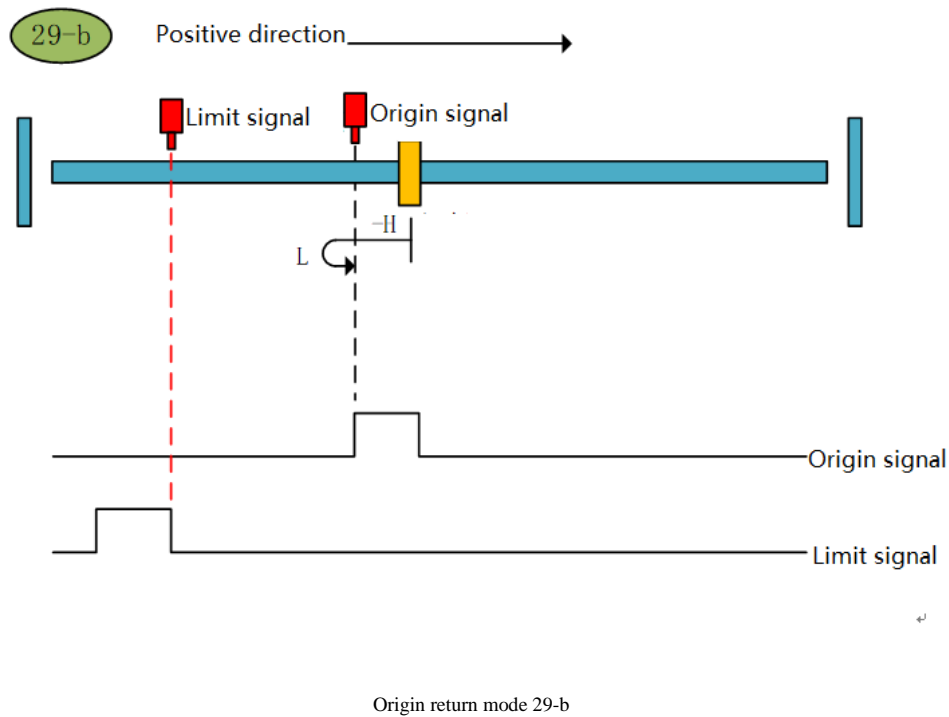 29-b
Positive direction
Limit signal
Origin signal
-H
L
Origin signal
Limit signal
Origin return mode 29-b